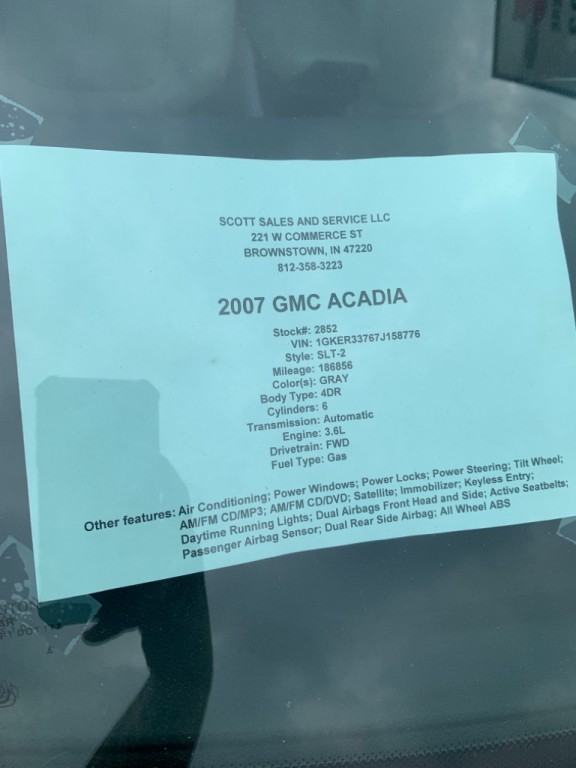 SCOTT SALES AND SERVICE LLC
221 W COMMERCE ST
BROWNSTOWN, IN 47220
812-358-3223
2007 GMC ACADIA
Stock#: 2852
VIN: 1GKER33767J158776
Style: SLT-2
Mileage: 186856
Color(s): GRAY
Body Type: 4DR
Cylinders: 6
Transmission: Automatic
Engine: 3.6L
Drivetrain: FWD
Fuel Type: Gas
Other features: Air Conditioning; Power Windows; Power Locks; Power Steering; Tilt Wheel;
AM/FM CD/MP3; AM/FM CD/DVD; Satellite; Immobilizer; Keyless Entry;
Daytime Running Lights; Dual Airbags Front Head and Side; Active Seatbelts;
Passenger Airbag Sensor; Dual Rear Side Airbag; All Wheel ABS